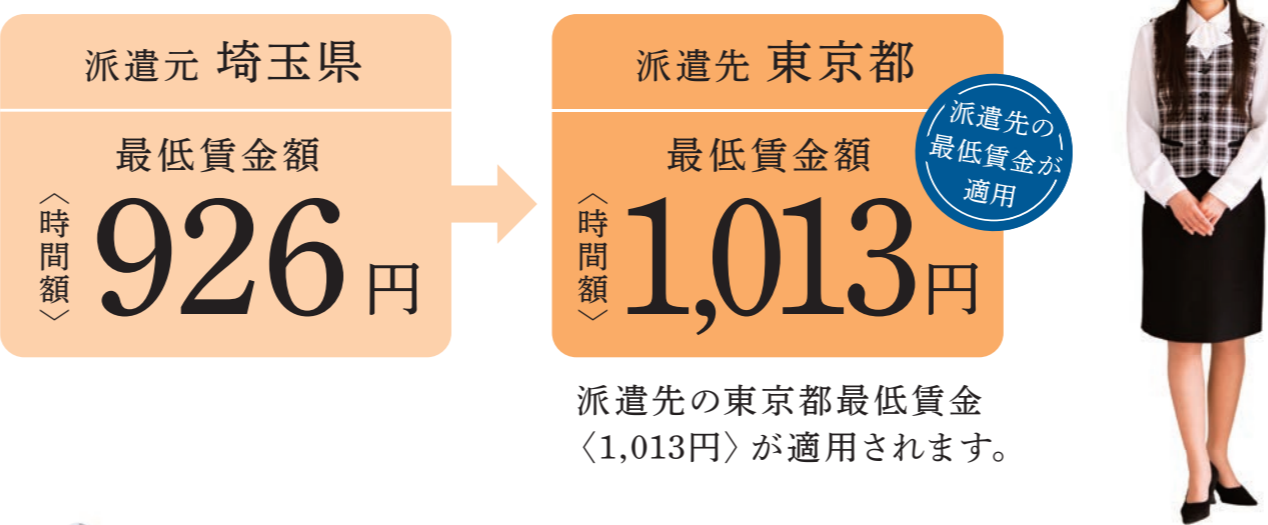 派遣元 埼玉県
最低賃金額
〈時間額〉
926円
派遣先 東京都
最低賃金額
〈時間額〉
1,013円
派遣先の
最低賃金が
適用
派遣先の東京都最低賃金
〈1,013円〉が適用されます。